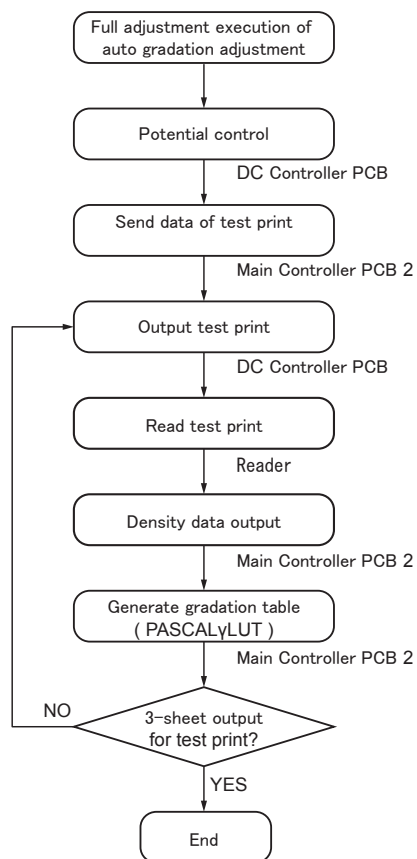 Full adjustment execution of
auto gradation adjustment
Potential control
DC Controller PCB
Send data of test print
Main Controller PCB 2
Output test print
DC Controller PCB
Read test print
Reader
Density data output
Main Controller PCB 2
Generate gradation table
( PASCALγLUT )
Main Controller PCB 2
NO
3-sheet output
for test print?
YES
End